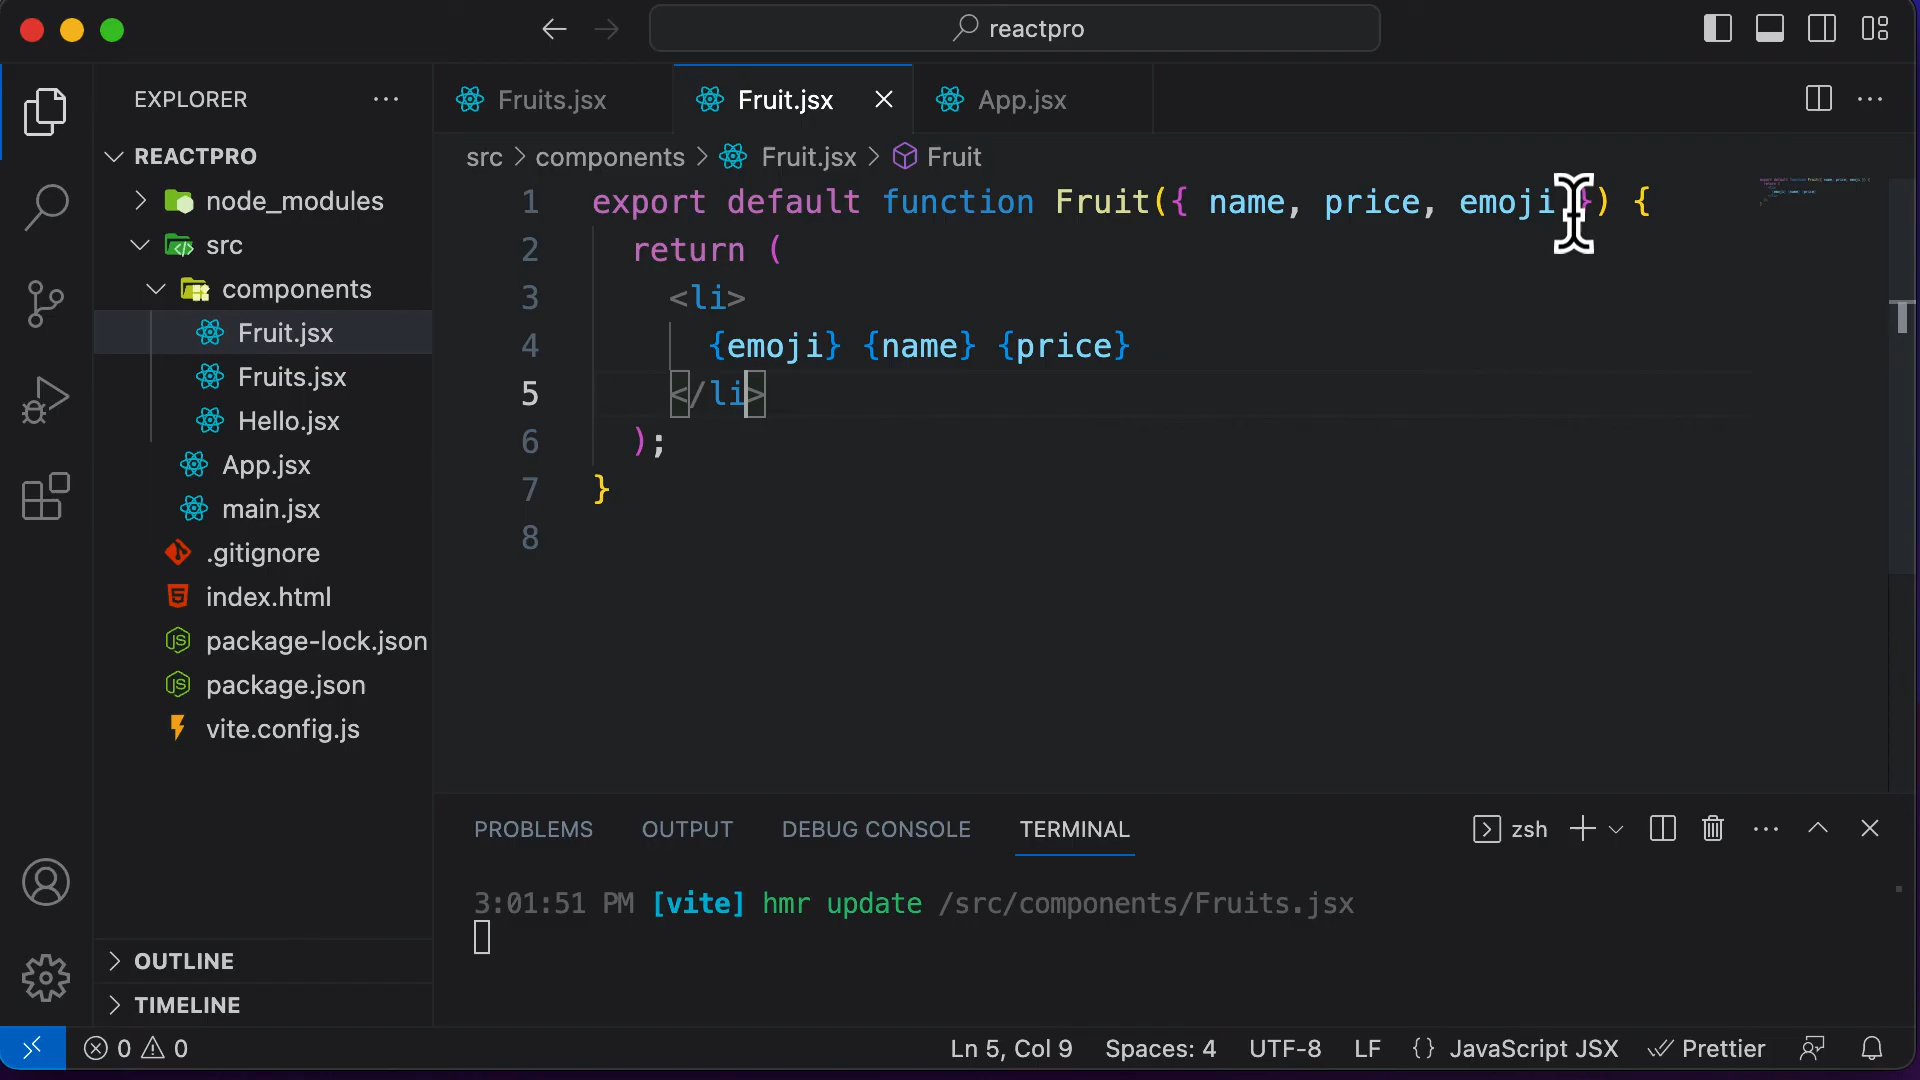 reactpro
EXPLORER
REACTPRO
node_modules
src
components
Fruit.jsx
Fruits.jsx
Hello.jsx
App.jsx
main.jsx
.gitignore
index.html
package-lock.json
package.json
vite.config.js
OUTLINE
TIMELINE
Fruits.jsx
Fruit.jsx
App.jsx
src > components > Fruit.jsx > Fruit
1 export default function Fruit({ name, price, emoji }) {
2 return (
3 <li>
4 {emoji} {name} {price}
5 </li>
6 );
7 }
8
PROBLEMS OUTPUT DEBUG CONSOLE TERMINAL
zsh
3:01:51 PM [vite] hmr update /src/components/Fruits.jsx
0 0
Ln 5, Col 9 Spaces: 4 UTF-8 LF {} JavaScript JSX Prettier